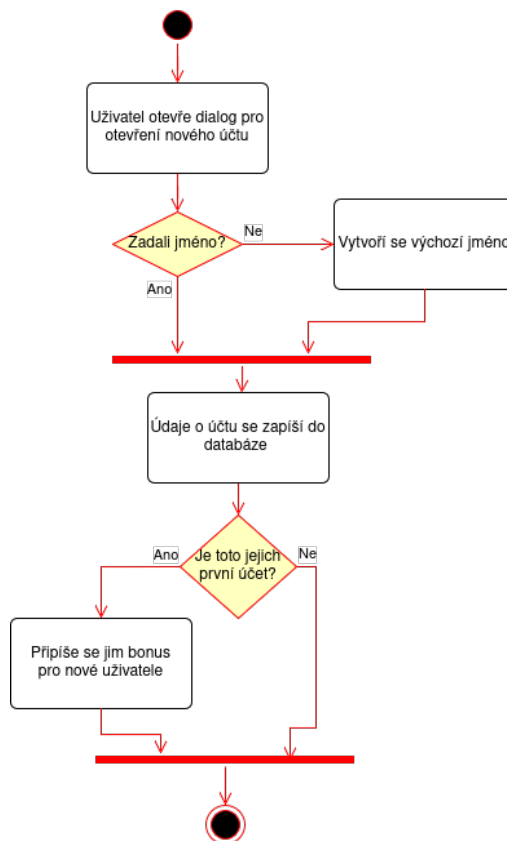 Uživatel otevře dialog pro
otevření nového účtu
Zadali jméno?
Ne
Vytvoří se výchozí jméno
Ano
Údaje o účtu se zapíší do
databáze
Ano
Je toto jejich
první účet?
Ne
Připíše se jim bonus
pro nové uživatele